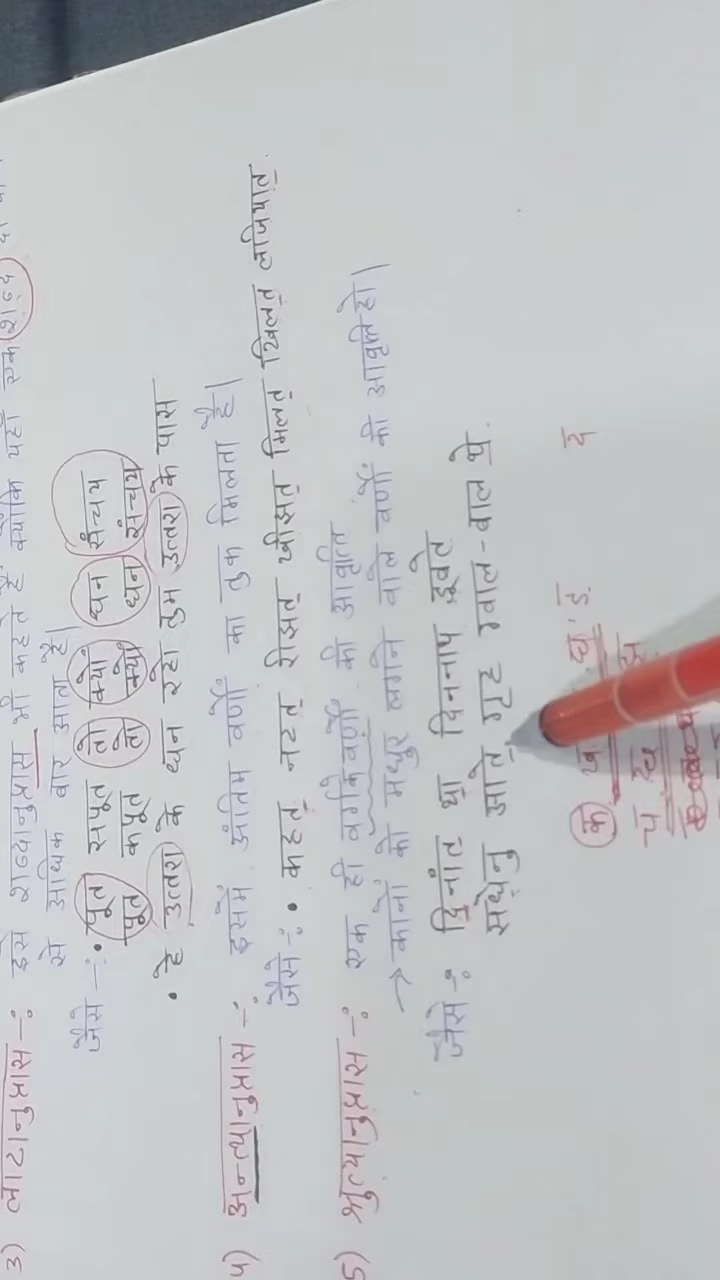 3) लाटानुप्रास -: इसे शब्दानुप्रास भी कहते हैं क्योंकि यहाँ एक शब्द दो या
से अधिक बार आता है।
जैसे -: • पूत सपूत तो क्यों धन संचय
पूत कपूत तो क्यों धन संचय
• हे उत्तरा के धन रहो तुम उत्तरा के पास
4) अन्त्यानुप्रास -: इसमें अंतिम वर्णों का तुक मिलता है।
जैसे -: • कहत नटत रीझत खीझत मिलत खिलत लजियात.
5) श्रुत्यानुप्रास -: एक ही वर्ग के वर्णों की आवृत्ति
→ कानों को मधुर लगने वाले वर्णों की आवृत्ति हो।
जैसे -: दिनांत था दिननाथ डूबते
सधेनु आते गृह ग्वाल-बाल थे.
क ख घ ङ य
च छ